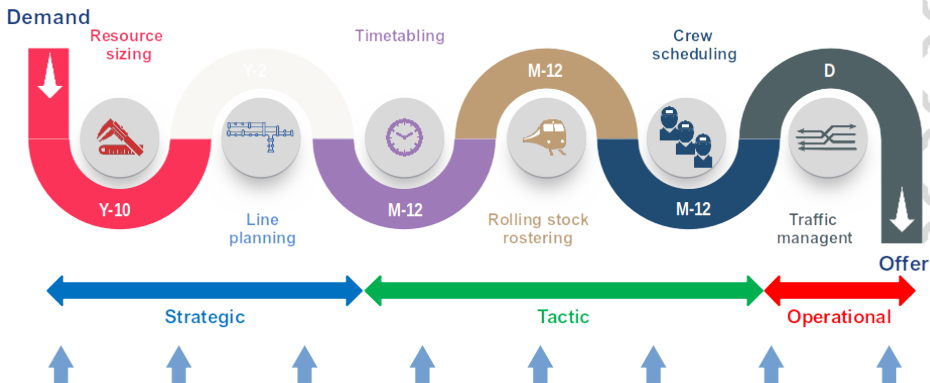 Demand
Resource
sizing
Timetabling
Crew
scheduling
Y-2
M-12
D
Y-10
M-12
M-12
Line
planning
Rolling stock
rostering
Traffic
managent
Offer
Strategic
Tactic
Operational